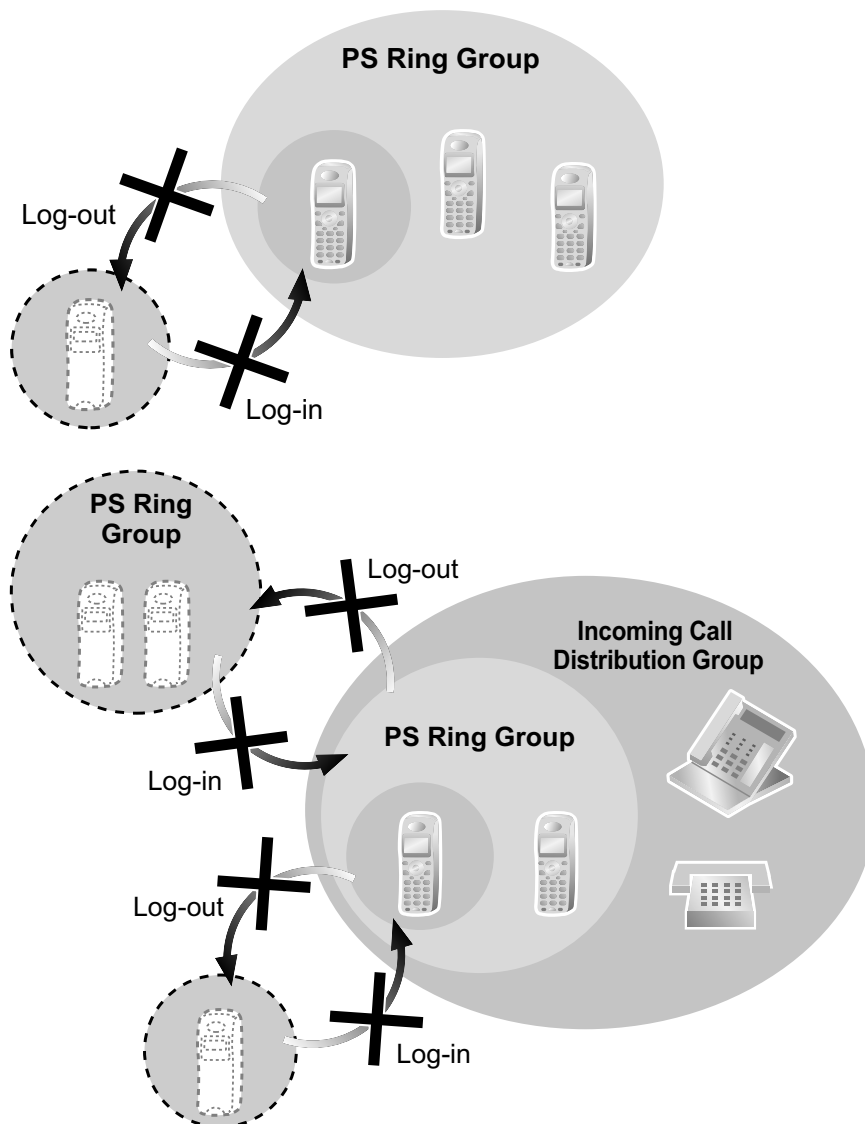 PS Ring Group
Log-out
Log-in
PS Ring
Group
Log-out
Incoming Call
Distribution Group
PS Ring Group
Log-in
Log-out
Log-in